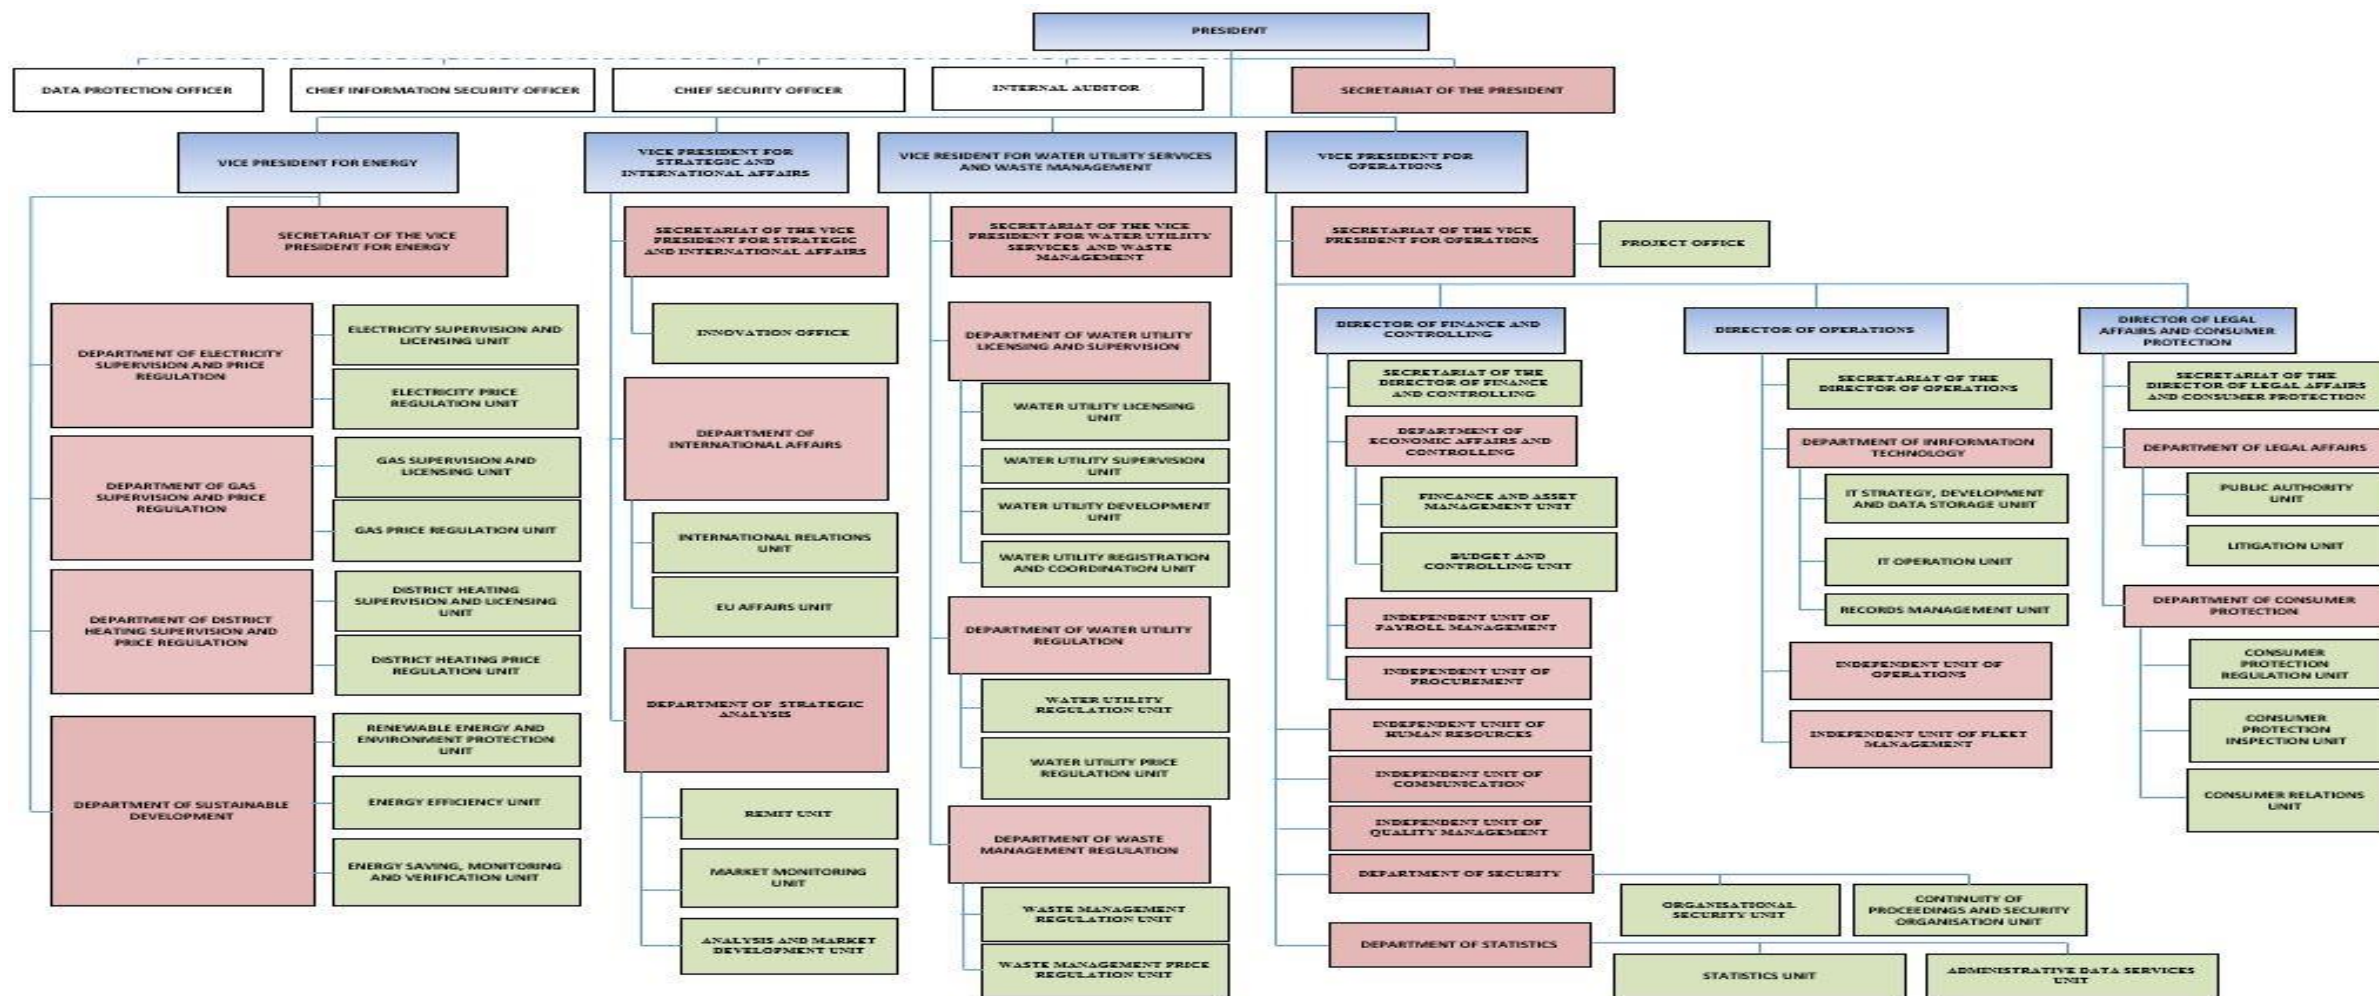 PRESIDENT
DATA PROTECTION OFFICER
CHIEF INFORMATION SECURITY OFFICER
CHIEF SECURITY OFFICER
INTERNAL AUDITOR
SECRETARIAT OF THE PRESIDENT
VICE PRESIDENT FOR ENERGY
VICE PRESIDENT FOR
STRATEGIC AND
INTERNATIONAL AFFAIRS
VICE RESIDENT FOR WATER UTILIITY SERVICES
AND WASTE MANAGEMENT
VICE PRESIDENT FOR
OPERATIONS
SECRETARIAT OF THE VICE
PRESIDENT FOR ENERGY
DEPARTMENT OF ELECTRICITY
SUPERVISION AND PRICE
REGULATION
ELECTRICITY SUPERVISION AND
LICENSING UNIT
ELECTRICITY PRICE
REGULATION UNIT
DEPARTMENT OF GAS
SUPERVISION AND PRICE
REGULATION
GAS SUPERVISION AND
LICENSING UNIT
GAS PRICE REGULATION UNIT
DEPARTMENT OF DISTRICT
HEATING SUPERVISION AND
PRICE REGULATION
DISTRICT HEATING
SUPERVISION AND LICENSING
UNIT
DISTRICT HEATING PRICE
REGULATION UNIT
DEPARTMENT OF SUSTAINABLE
DEVELOPMENT
RENEWABLE ENERGY AND
ENVIRONMENT PROTECTION
UNIT
ENERGY EFFICIENCY UNIT
ENERGY SAVING, MONITORING
AND VERIFICATION UNIT
SECRETARIAT OF THE VICE
PRESIDENT FOR STRATEGIC
AND INTERNATIONAL AFFAIRS
INNOVATION OFFICE
DEPARTMENT OF
INTERNATIONAL AFFAIRS
INTERNATIONAL RELATIONS
UNIT
EU AFFAIRS UNIT
DEPARTMENT OF STRATEGIC
ANALYSIS
REMIT UNIT
MARKET MONITORING
UNIT
ANALYSIS AND MARKET
DEVELOPMENT UNIT
SECRETARIAT OF THE VICE
PRESIDENT FOR WATER UTILIITY
SERVICES AND WASTE
MANAGEMENT
DEPARTMENT OF WATER UTILITY
LICENSING AND SUPERVISION
WATER UTILITY LICENSING
UNIT
WATER UTILITY SUPERVISION
UNIT
WATER UTILITY DEVELOPMENT
UNIT
WATER UTILITY REGISTRATION
AND COORDINATION UNIT
DEPARTMENT OF WATER UTILITY
REGULATION
WATER UTILITY
REGULATION UNIT
WATER UTILITY PRICE
REGULATION UNIT
DEPARTMENT OF WASTE
MANAGEMENT REGULATION
WASTE MANAGEMENT
REGULATION UNIT
WASTE MANAGEMENT PRICE
REGULATION UNIT
SECRETARIAT OF THE VICE
PRESIDENT FOR OPERATIONS
PROJECT OFFICE
DIRECTOR OF FINANCE AND
CONTROLLING
SECRETARIAT OF THE
DIRECTOR OF FINANCE
AND CONTROLLING
DEPARTMENT OF
ECONOMIC AFFAIRS AND
CONTROLLING
FINCANCE AND ASSET
MANAGEMENT UNIT
BUDGET AND
CONTROLLING UNIT
INDEPENDENT UNIT OF
PAYROLL MANAGEMENT
INDEPENDENT UNIT OF
PROCUREMENT
DIRECTOR OF OPERATIONS
SECRETARIAT OF THE
DIRECTOR OF OPERATIONS
DEPARTMENT OF INRFORMATION
TECHNOLOGY
IT STRATEGY, DEVELOPMENT
AND DATA STORAGE UNIIT
IT OPERATION UNIT
RECORDS MANAGEMENT UNIT
INDEPENDENT UNIT OF
OPERATIONS
INDEPENDENT UNIT OF FLEET
MANAGEMENT
DIRECTOR OF LEGAL
AFFAIRS AND CONSUMER
PROTECTION
SECRETARIAT OF THE
DIRECTOR OF LEGAL AFFAIRS
AND CONSUMER PROTECTION
DEPARTMENT OF LEGAL AFFAIRS
PUBLIC AUTHORITY
UNIT
LITIGATION UNIT
DEPARTMENT OF CONSUMER
PROTECTION
CONSUMER
PROTECTION
REGULATION UNIT
CONSUMER
PROTECTION
INSPECTION UNIT
CONSUMER RELATIONS
UNIT
INDEPENDENT UNIIT OF
HUMAN RESOURCES
INDEPENDENT UNIT OF
COMMUNICATION
INDEPENDENT UNIT OF
QUALITY MANAGEMENT
DEPARTMENT OF SECURITY
ORGANISATIONAL
SECURITY UNIT
CONTINUITY OF
PROCEEDINGS AND SECURITY
ORGANISATION UNIT
DEPARTMENT OF STATISTICS
STATISTICS UNIT
ADMINISTRATIVE DATA SERVICES
UNIT